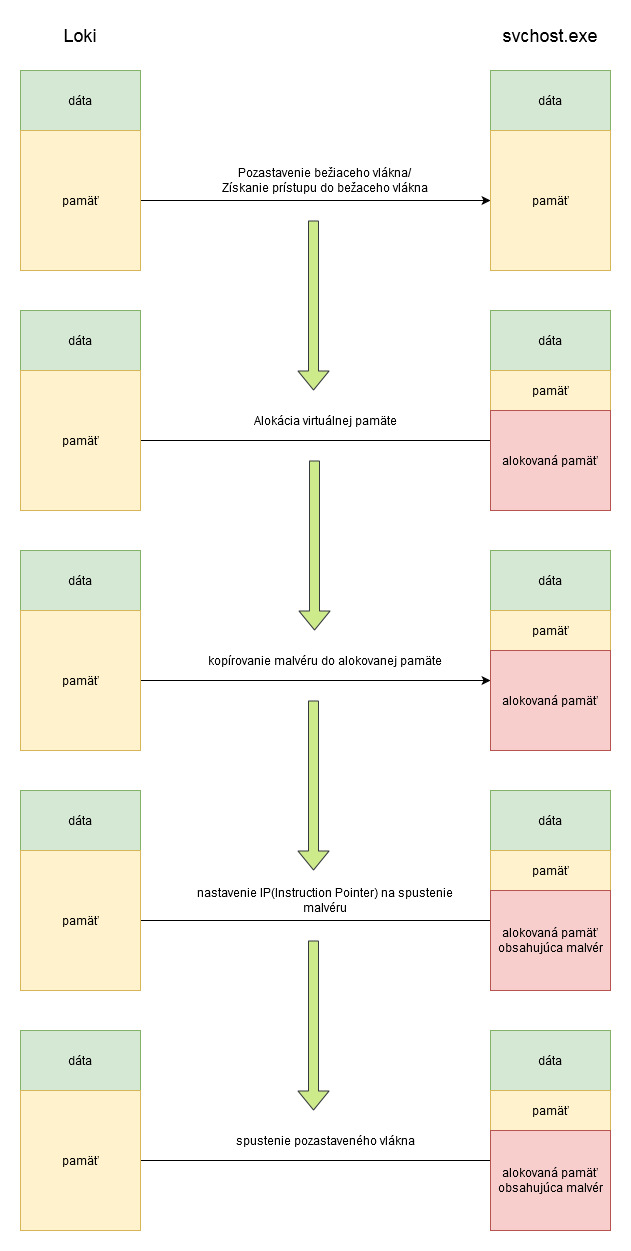 Loki
svchost.exe
dáta
dáta
Pozastavenie bežiaceho vlákna/
Získanie prístupu do bežaceho vlákna
pamäť
pamäť
dáta
dáta
pamäť
Alokácia virtuálnej pamäte
pamäť
alokovaná pamäť
dáta
dáta
pamäť
kopírovanie malvéru do alokovanej pamäte
pamäť
alokovaná pamäť
dáta
dáta
pamäť
nastavenie IP(Instruction Pointer) na spustenie
malvéru
pamäť
alokovaná pamäť
obsahujúca malvér
dáta
dáta
pamäť
spustenie pozastaveného vlákna
pamäť
alokovaná pamäť
obsahujúca malvér